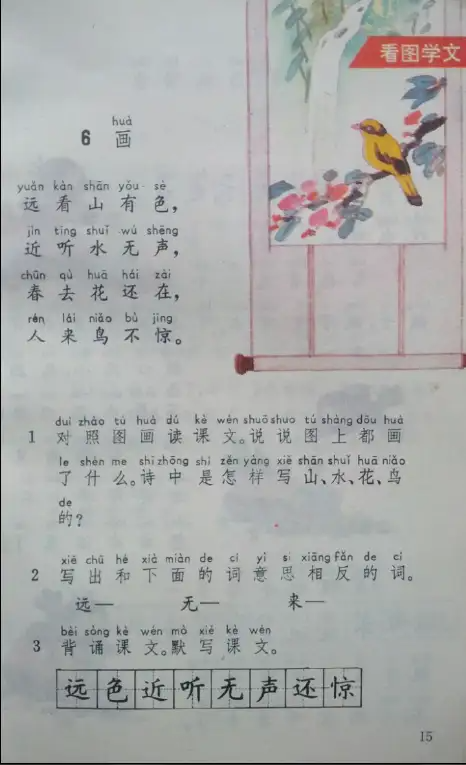 看图学文
huà
6 画
yuǎn kàn shān yǒu sè
远看山有色，
jìn tīng shuǐ wú shēng
近听水无声，
chūn qù huā hái zài
春去花还在，
rén lái niǎo bù jīng
人来鸟不惊。
duì zhào tú huà dú kè wén shuō shuo tú shàng dōu huà
1 对照图画读课文。说说图上都画
le shén me shī zhōng shì zěn yàng xiě shān shuǐ huā niǎo
了什么。诗中是怎样写山、水、花、鸟
de
的？
xiě chū hé xià miàn de cí yì si xiāng fǎn de cí
2 写出和下面的词意思相反的词。
远— 无— 来—
bèi sòng kè wén mò xiě kè wén
3 背诵课文。默写课文。
远色近听无声还惊
15